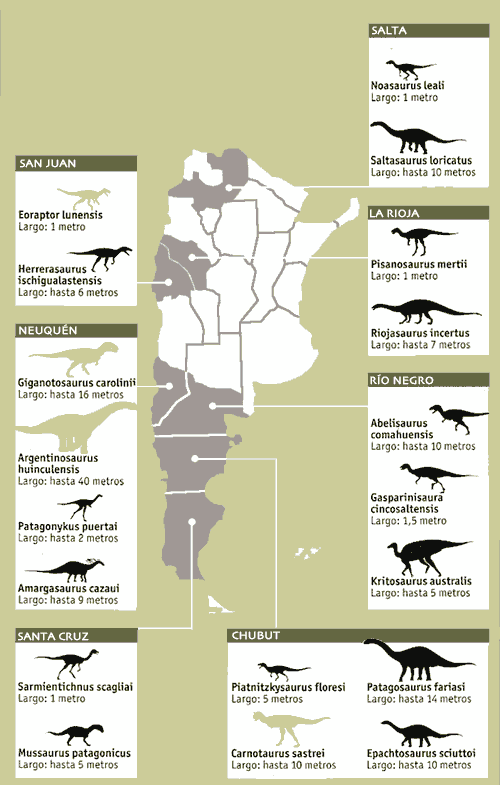 SALTA
Noasaurus leali
Largo: 1 metro
Saltasaurus loricatus
Largo: hasta 10 metros
SAN JUAN
Eoraptor lunensis
Largo: 1 metro
Herrerasaurus
ischigualastensis
Largo: hasta 6 metros
LA RIOJA
Pisanosaurus mertii
Largo: 1 metro
Riojasaurus incertus
Largo: hasta 7 metros
NEUQUÉN
Giganotosaurus carolinii
Largo: hasta 16 metros
Argentinosaurus
huinculensis
Largo: hasta 40 metros
Patagonykus puertai
Largo: hasta 2 metros
Amargasaurus cazaui
Largo: hasta 9 metros
RÍO NEGRO
Abelisaurus
comahuensis
Largo: hasta 10 metros
Gasparinisaura
cincosaltensis
Largo: 1,5 metro
Kritosaurus australis
Largo: hasta 5 metros
SANTA CRUZ
Sarmientichnus scagliai
Largo: 1 metro
Mussaurus patagonicus
Largo: hasta 5 metros
CHUBUT
Piatnitzkysaurus floresi
Largo: 5 metros
Patagosaurus fariasi
Largo: hasta 14 metros
Carnotaurus sastrei
Largo: hasta 10 metros
Epachtosaurus sciuttoi
Largo: hasta 10 metros